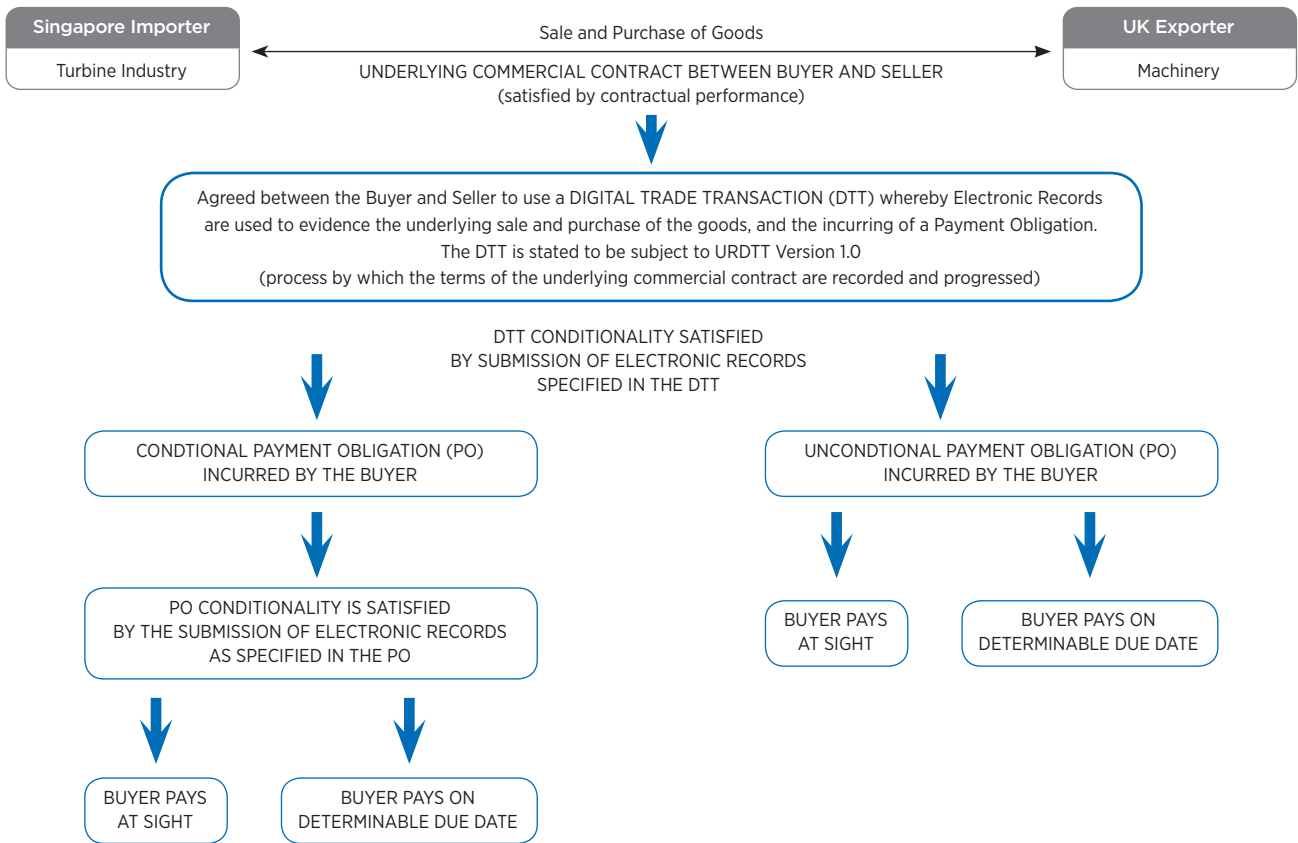 Singapore Importer
Turbine Industry
Sale and Purchase of Goods
UK Exporter
Machinery
UNDERLYING COMMERCIAL CONTRACT BETWEEN BUYER AND SELLER
(satisfied by contractual performance)
Agreed between the Buyer and Seller to use a DIGITAL TRADE TRANSACTION (DTT) whereby Electronic Records
are used to evidence the underlying sale and purchase of the goods, and the incurring of a Payment Obligation.
The DTT is stated to be subject to URDTT Version 1.0
(process by which the terms of the underlying commercial contract are recorded and progressed)
DTT CONDITIONALITY SATISFIED
BY SUBMISSION OF ELECTRONIC RECORDS
SPECIFIED IN THE DTT
CONDTIONAL PAYMENT OBLIGATION (PO)
INCURRED BY THE BUYER
UNCONDTIONAL PAYMENT OBLIGATION (PO)
INCURRED BY THE BUYER
PO CONDITIONALITY IS SATISFIED
BY THE SUBMISSION OF ELECTRONIC RECORDS
AS SPECIFIED IN THE PO
BUYER PAYS
AT SIGHT
BUYER PAYS ON
DETERMINABLE DUE DATE
BUYER PAYS
AT SIGHT
BUYER PAYS ON
DETERMINABLE DUE DATE